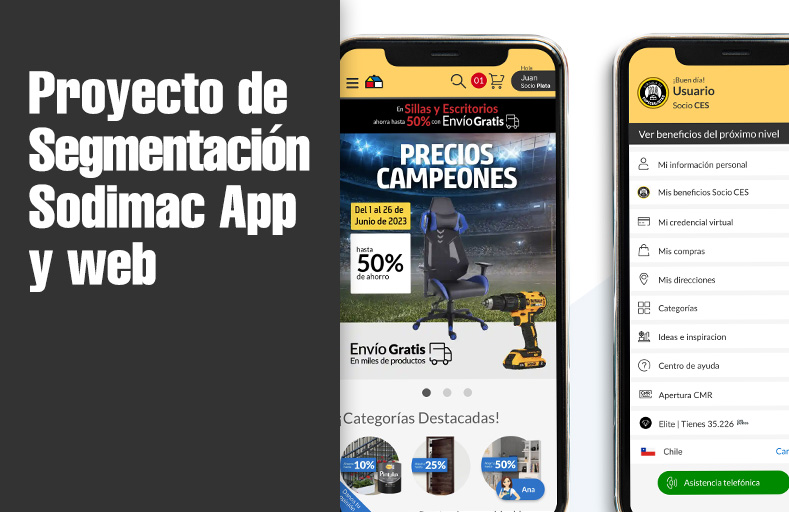 Proyecto de
Segmentación
Sodimac App
y web
01
Hola
Juan
Socio Plata
En Sillas y Escritorios
ahorra hasta 50% con Envío Gratis
PRECIOS
CAMPEONES
Del 1 al 26 de
Junio de 2023
hasta
50%
de ahorro
Envío Gratis
En miles de productos
¡Categorías Destacadas!
10%
25%
50%
Ana
¡Buen día!
Usuario
Socio CES
Ver beneficios del próximo nivel
Mi información personal
Mis beneficios Socio CES
Mi credencial virtual
Mis compras
Mis direcciones
Categorías
Ideas e inspiracion
Centro de ayuda
Apertura CMR
Elite | Tienes 35.226
Chile
Asistencia telefónica